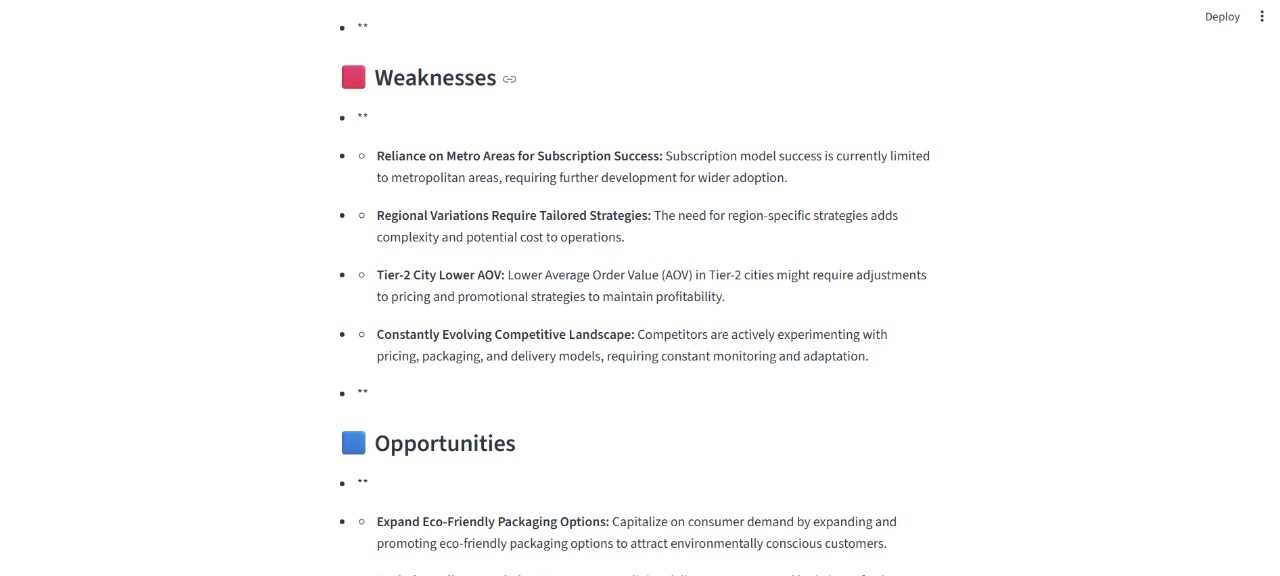 Deploy
**
Weaknesses
**
Reliance on Metro Areas for Subscription Success: Subscription model success is currently limited
to metropolitan areas, requiring further development for wider adoption.
Regional Variations Require Tailored Strategies: The need for region-specific strategies adds
complexity and potential cost to operations.
Tier-2 City Lower AOV: Lower Average Order Value (AOV) in Tier-2 cities might require adjustments
to pricing and promotional strategies to maintain profitability.
Constantly Evolving Competitive Landscape: Competitors are actively experimenting with
pricing, packaging, and delivery models, requiring constant monitoring and adaptation.
**
Opportunities
**
Expand Eco-Friendly Packaging Options: Capitalize on consumer demand by expanding and
promoting eco-friendly packaging options to attract environmentally conscious customers.